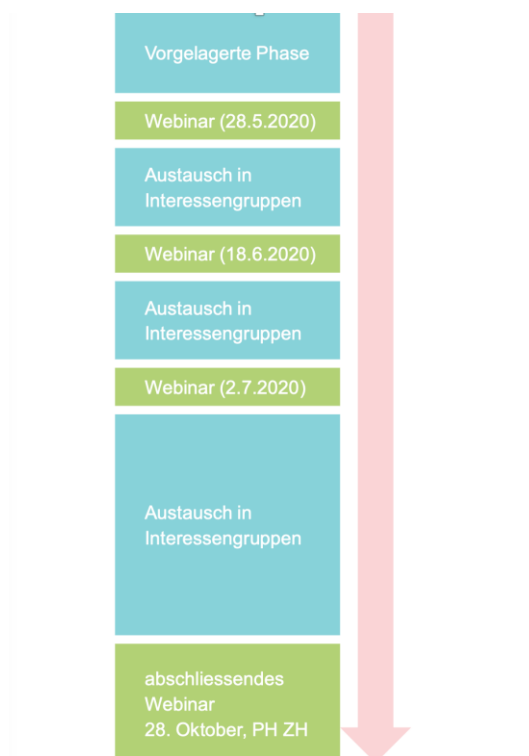 Vorgelagerte Phase
Webinar (28.5.2020)
Austausch in
Interessengruppen
Webinar (18.6.2020)
Austausch in
Interessengruppen
Webinar (2.7.2020)
Austausch in
Interessengruppen
abschliessendes
Webinar
28. Oktober, PH ZH